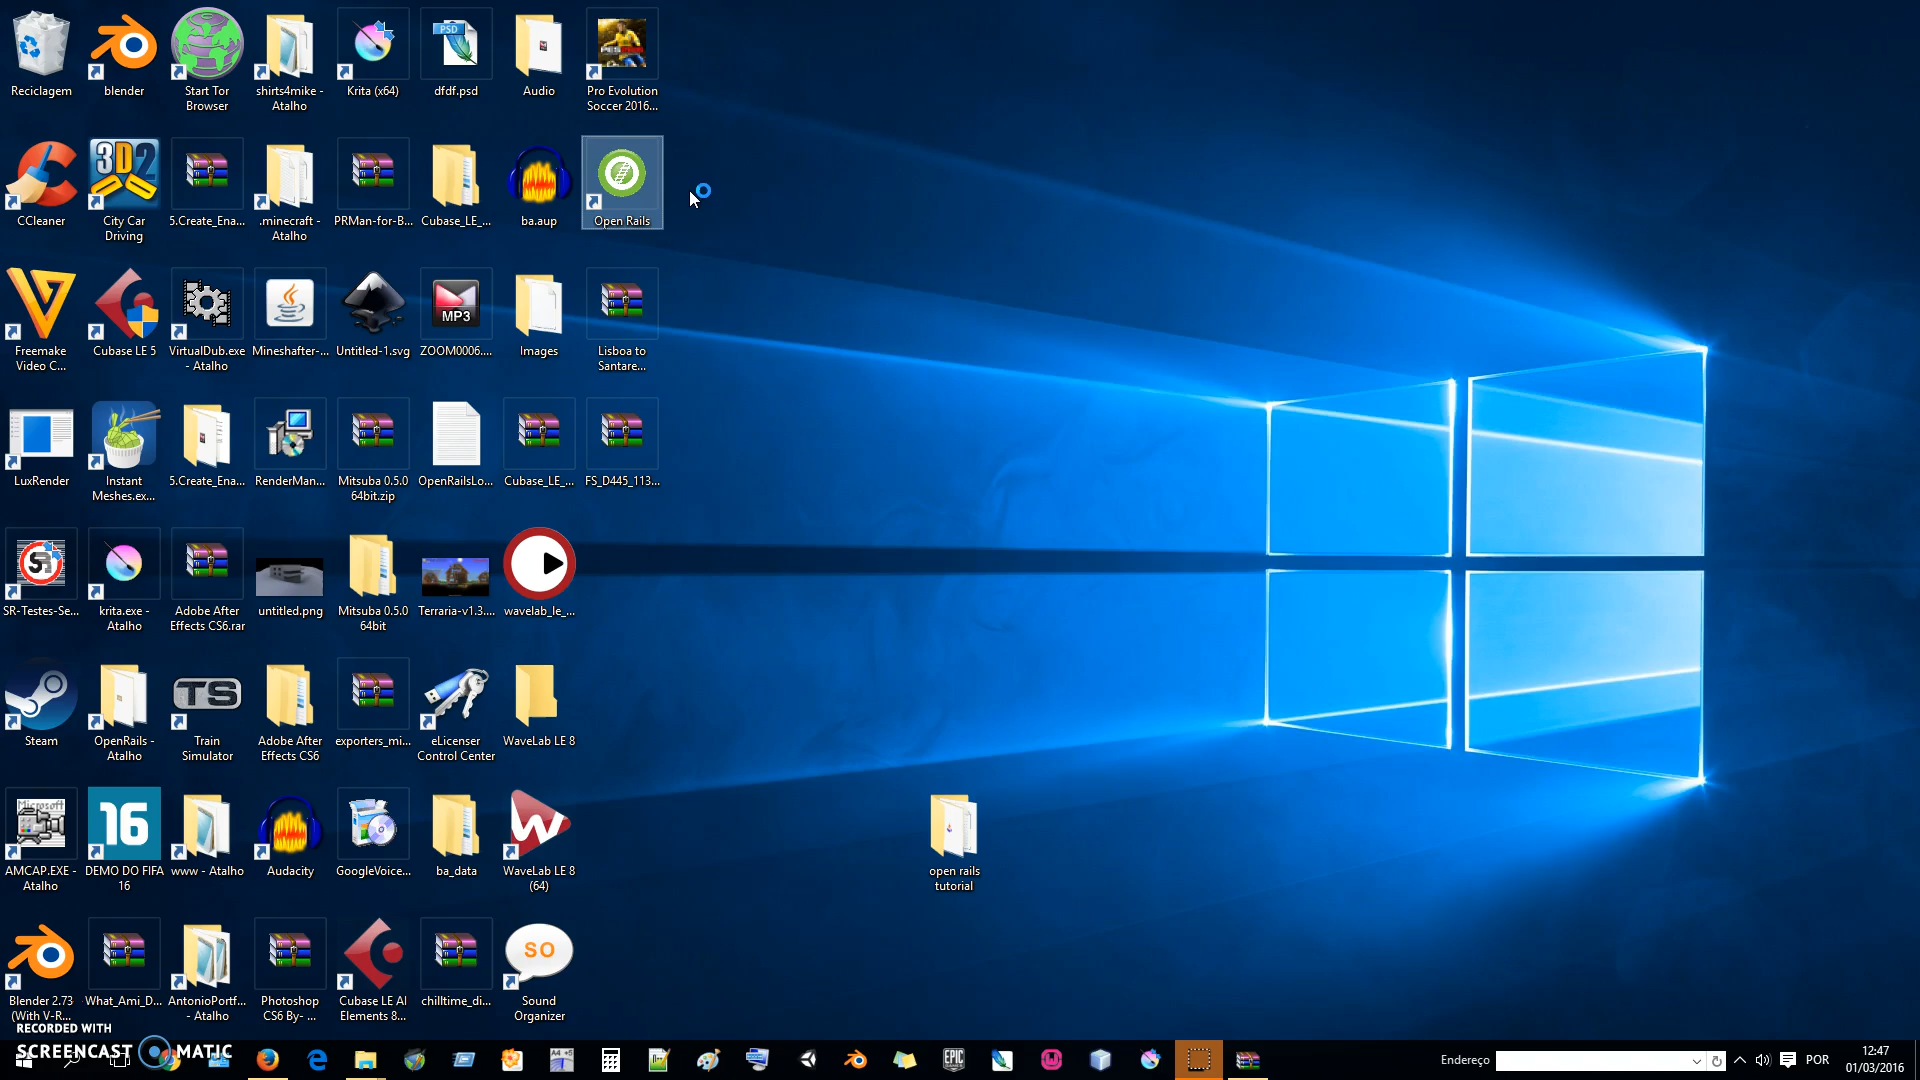 Reciclagem
blender
Start Tor
Browser
shirts4mike -
Atalho
Krita (x64)
PSD
dfdf.psd
Audio
Pro Evolution
Soccer 2016...
CCleaner
3D 2
City Car
Driving
5.Create_Ena...
.minecraft -
Atalho
PRMan-for-B...
Cubase_LE_...
ba.aup
Open Rails
Freemake
Video C...
Cubase LE 5
VirtualDub.exe
- Atalho
Mineshafter-...
Untitled-1.svg
MP3
ZOOM0006....
Images
Lisboa to
Santare...
LuxRender
Instant
Meshes.ex...
5.Create_Ena...
RenderMan...
Mitsuba 0.5.0
64bit.zip
OpenRailsLo...
Cubase_LE_...
FS_D445_113...
SR
SR-Testes-Se...
krita.exe -
Atalho
Adobe After
Effects CS6.rar
untitled.png
Mitsuba 0.5.0
64bit
Terraria-v1.3....
wavelab_le_...
Steam
OpenRails -
Atalho
TS
Train
Simulator
Adobe After
Effects CS6
exporters_mi...
eLicenser
Control Center
WaveLab LE 8
Microsoft
AMCAP.EXE -
Atalho
16
DEMO DO FIFA
16
www - Atalho
Audacity
GoogleVoice...
ba_data
WaveLab LE 8
(64)
open rails
tutorial
Blender 2.73
(With V-R...
What_Ami_D...
AntonioPortf...
- Atalho
Photoshop
CS6 By- ...
Cubase LE AI
Elements 8...
chilltime_di...
SO
Sound
Organizer
RECORDED WITH
SCREENCAST MATIC
A4 +5
EPIC
GAMES
Endereço
POR
12:47
01/03/2016